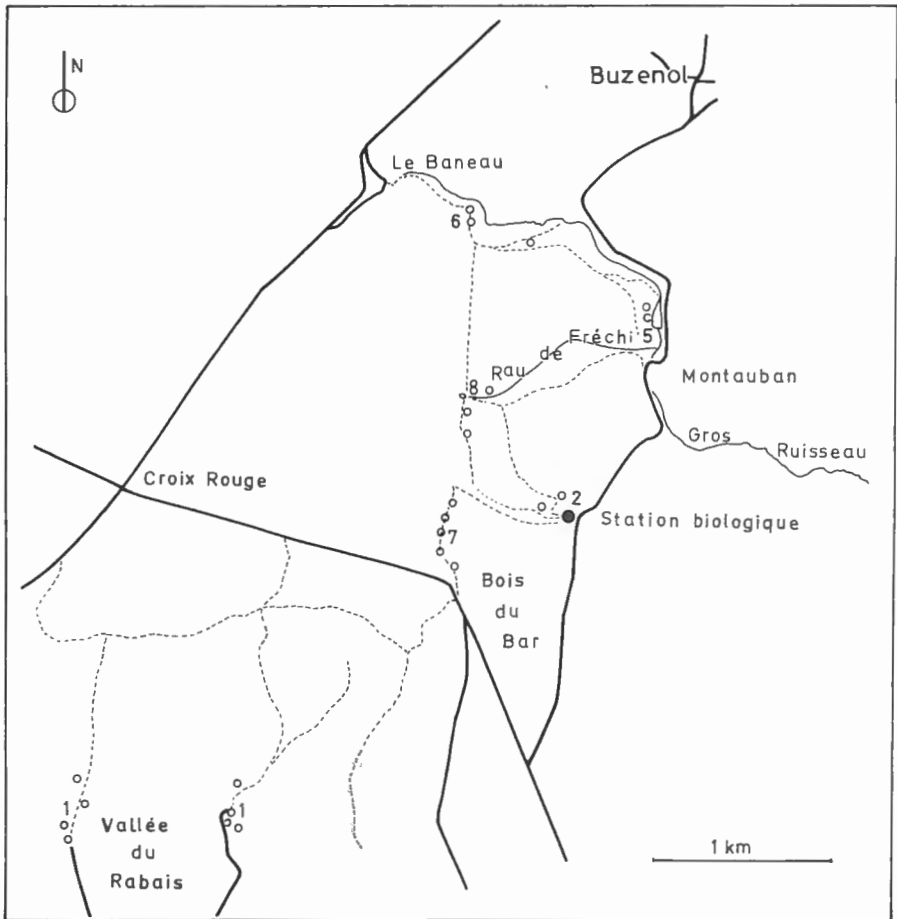 N
Buzenol
Le Baneau
6
Eréchi 5
Rau de
Montauban
8
Gros
Ruisseau
Croix Rouge
2
Station biologique
7
Bois
du
Bar
1
1
Vallée
du
Rabais
1 km